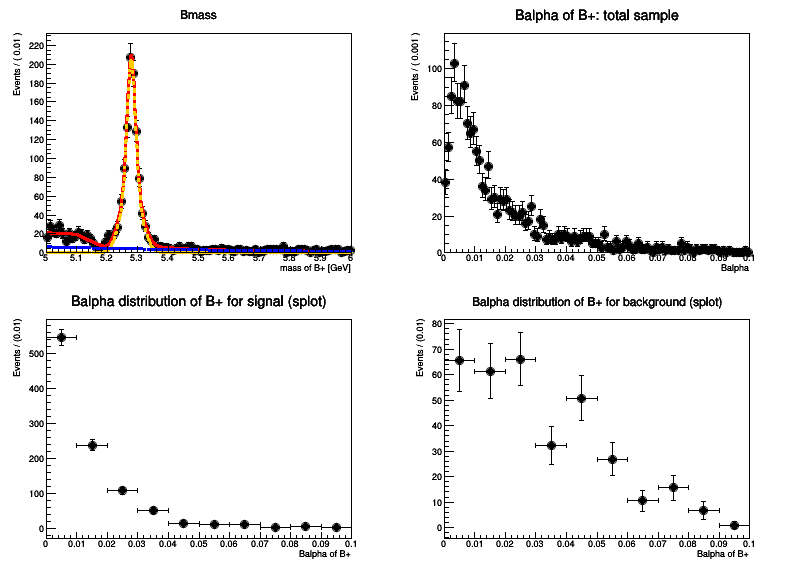 Bmass
Events / ( 0.01 )
220
200
180
160
140
120
100
80
60
40
20
0
5 5.1 5.2 5.3 5.4 5.5 5.6 5.7 5.8 5.9 6
mass of B+ [GeV]
Balpha of B+: total sample
Events / ( 0.001 )
100
80
60
40
20
0
0 0.01 0.02 0.03 0.04 0.05 0.06 0.07 0.08 0.09 0.1
Balpha
Balpha distribution of B+ for signal (splot)
Events / (0.01)
500
400
300
200
100
0
0 0.01 0.02 0.03 0.04 0.05 0.06 0.07 0.08 0.09 0.1
Balpha of B+
Balpha distribution of B+ for background (splot)
Events / (0.01)
80
70
60
50
40
30
20
10
0
0 0.01 0.02 0.03 0.04 0.05 0.06 0.07 0.08 0.09 0.1
Balpha of B+